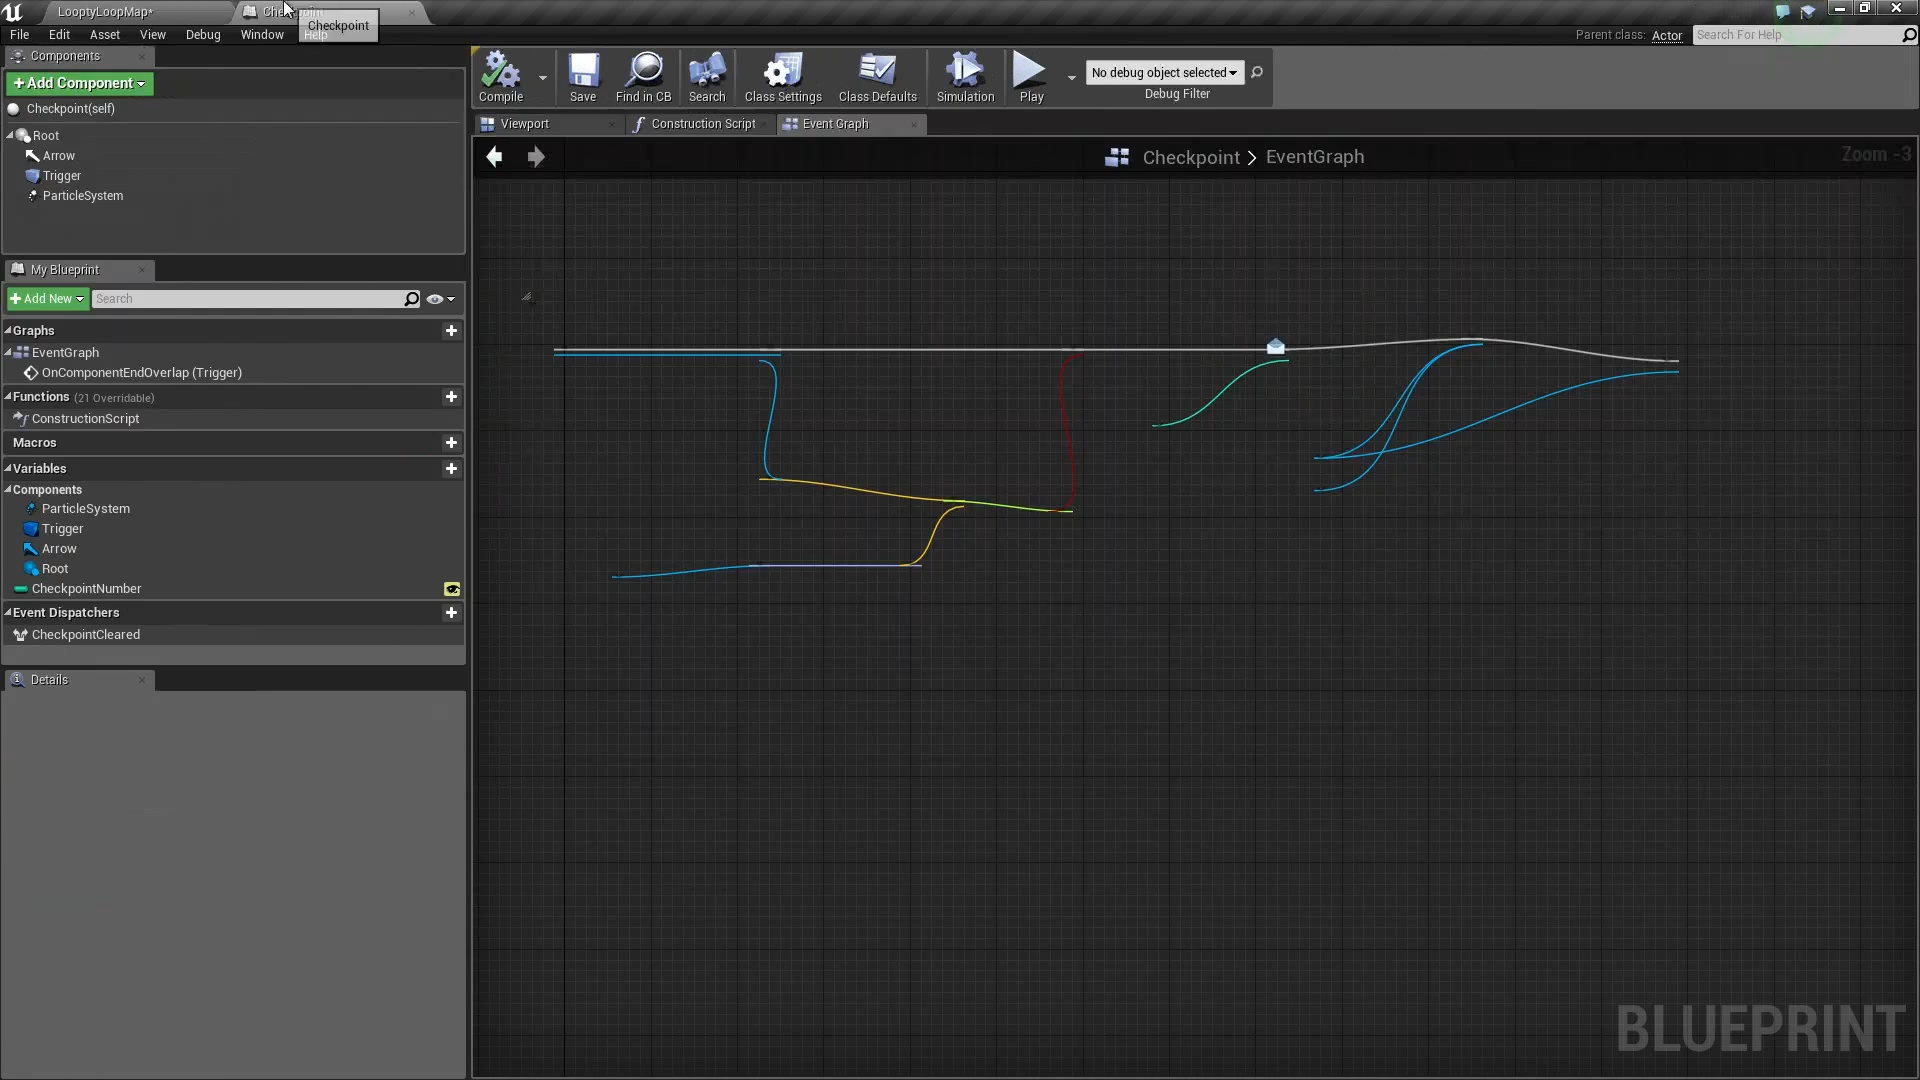 LooptyLoopMap*
Checkpoint
File Edit Asset View Debug Window Help
Parent class: Actor
Search For Help
Components
Add Component
Checkpoint(self)
Root
Arrow
Trigger
ParticleSystem
Compile
Save
Find in CB
Search
Class Settings
Class Defaults
Simulation
Play
No debug object selected
Debug Filter
Viewport
Construction Script
Event Graph
Checkpoint > EventGraph
Zoom -3
My Blueprint
Add New
Search
Graphs
EventGraph
OnComponentEndOverlap (Trigger)
Functions (21 Overridable)
ConstructionScript
Macros
Variables
Components
ParticleSystem
Trigger
Arrow
Root
CheckpointNumber
Event Dispatchers
CheckpointCleared
Details
BLUEPRINT